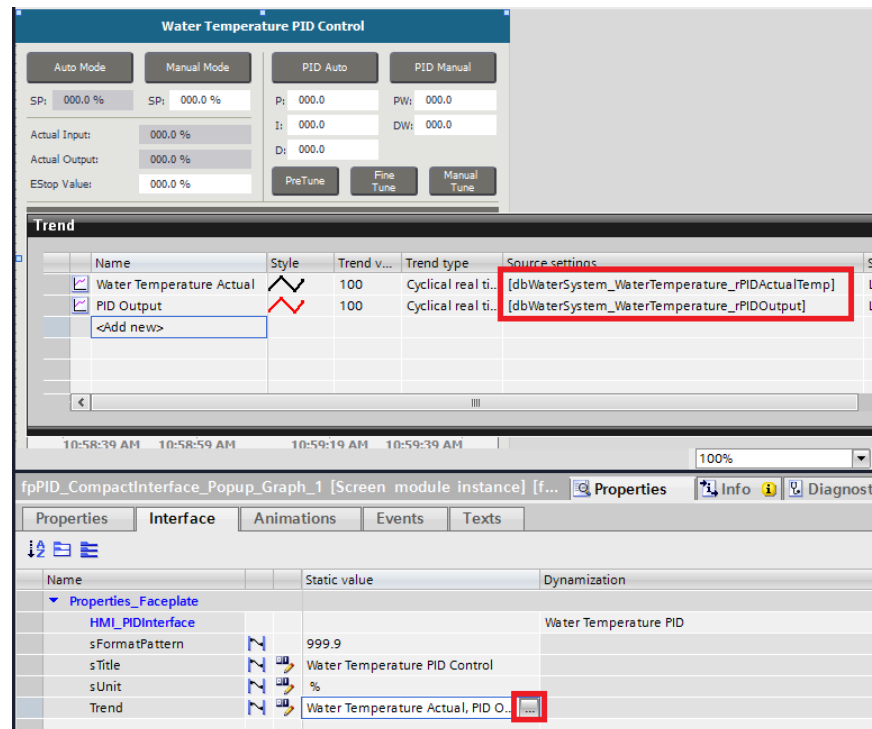 Water Temperature PID Control
Auto Mode Manual Mode PID Auto PID Manual
SP: 000.0 % SP: 000.0 % P: 000.0 PW: 000.0
I: 000.0 DW: 000.0
Actual Input: 000.0 %
D: 000.0
Actual Output: 000.0 %
EStop Value: 000.0 % PreTune Fine Tune Manual Tune
Trend
Name Style Trend v... Trend type Source settings S
Water Temperature Actual 100 Cyclical real ti... [dbWaterSystem_WaterTemperature_rPIDActualTemp] L
PID Output 100 Cyclical real ti... [dbWaterSystem_WaterTemperature_rPIDOutput] L
<Add new>
10:58:39 AM 10:58:59 AM 10:59:19 AM 10:59:39 AM
100%
fpPID_CompactInterface_Popup_Graph_1 [Screen module instance] [f... Properties Info Diagnost
Properties Interface Animations Events Texts
Name Static value Dynamization
Properties_Faceplate
HMI_PIDInterface Water Temperature PID
sFormatPattern 999.9
sTitle Water Temperature PID Control
sUnit %
Trend Water Temperature Actual, PID O... ...